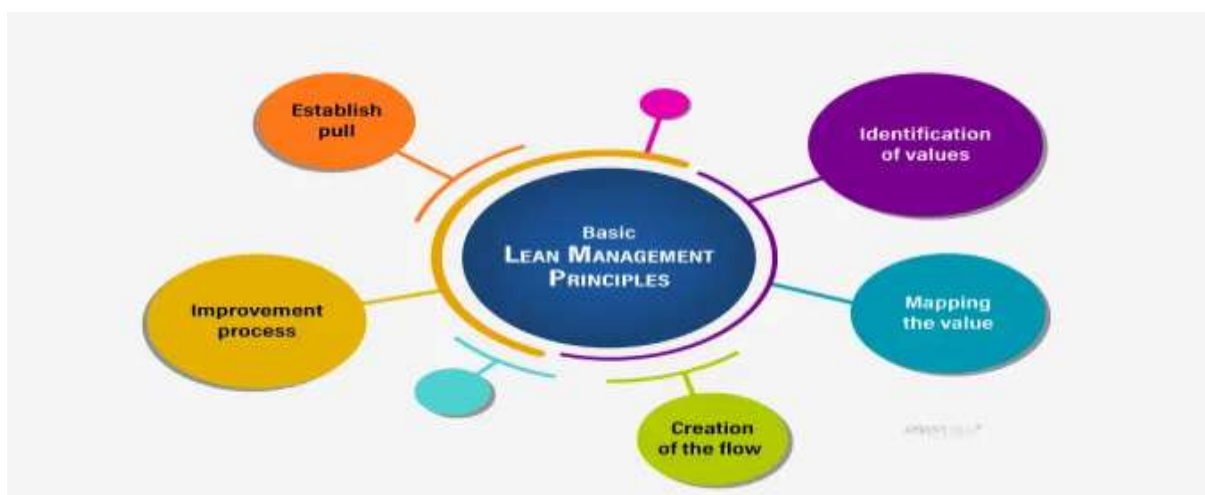 Basic
LEAN MANAGEMENT
PRINCIPLES
Identification
of values
Mapping
the value
Creation
of the flow
Improvement
process
Establish
pull